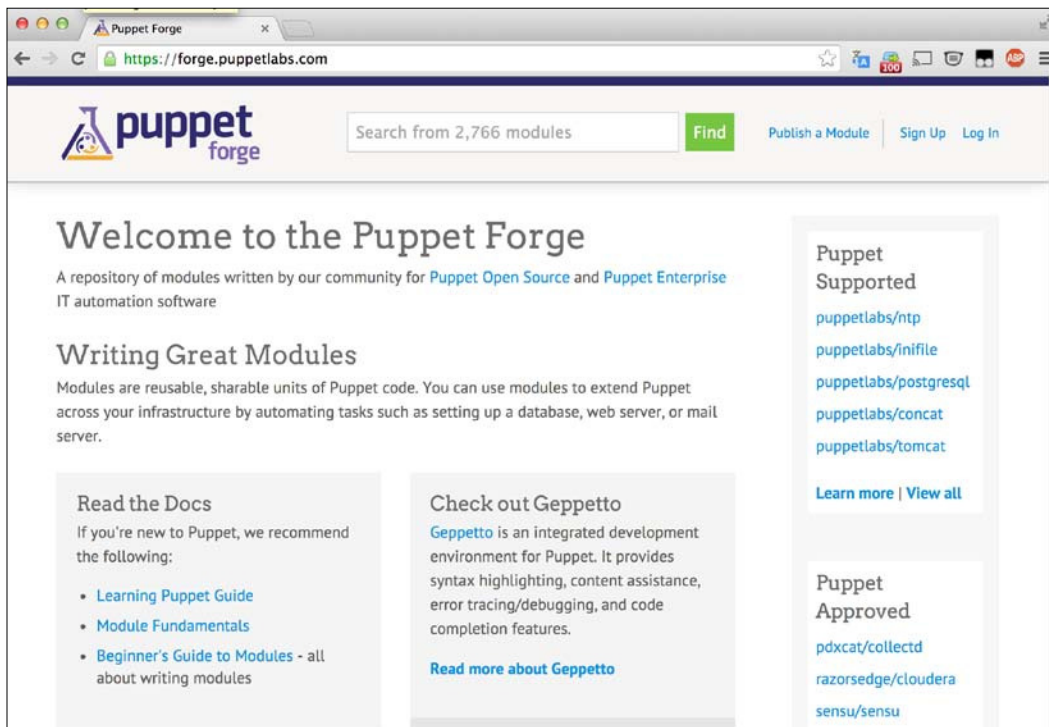 Puppet Forge
https://forge.puppetlabs.com
100
ABP
puppet
forge
Search from 2,766 modules
Find
Publish a Module
Sign Up
Log In
Welcome to the Puppet Forge
A repository of modules written by our community for Puppet Open Source and Puppet Enterprise
IT automation software
Writing Great Modules
Modules are reusable, sharable units of Puppet code. You can use modules to extend Puppet
across your infrastructure by automating tasks such as setting up a database, web server, or mail
server.
Read the Docs
If you're new to Puppet, we recommend
the following:
• Learning Puppet Guide
• Module Fundamentals
• Beginner's Guide to Modules - all
about writing modules
Check out Geppetto
Geppetto is an integrated development
environment for Puppet. It provides
syntax highlighting, content assistance,
error tracing/debugging, and code
completion features.
Read more about Geppetto
Puppet
Supported
puppetlabs/ntp
puppetlabs/inifile
puppetlabs/postgresql
puppetlabs/concat
puppetlabs/tomcat
Learn more | View all
Puppet
Approved
pdxcat/collectd
razorsedge/cloudera
sensu/sensu